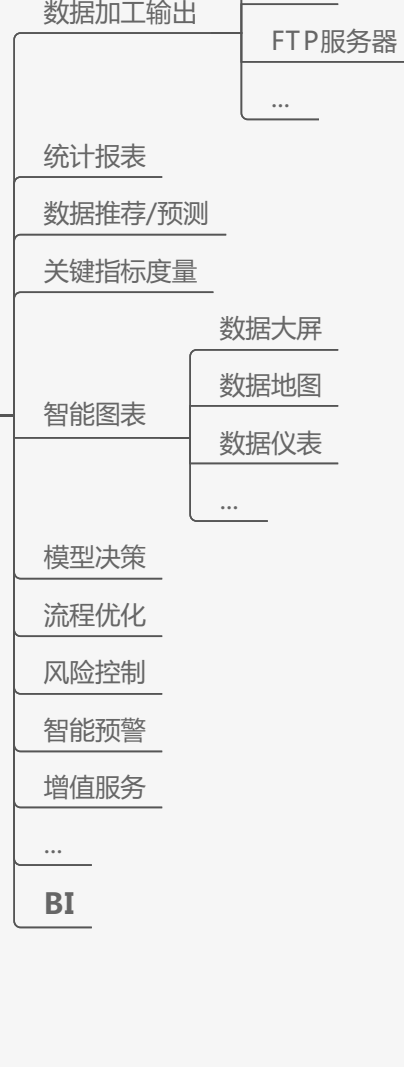 数据加工输出
FTP服务器
...
统计报表
数据推荐/预测
关键指标度量
数据大屏
数据地图
智能图表
数据仪表
...
模型决策
流程优化
风险控制
智能预警
增值服务
...
BI